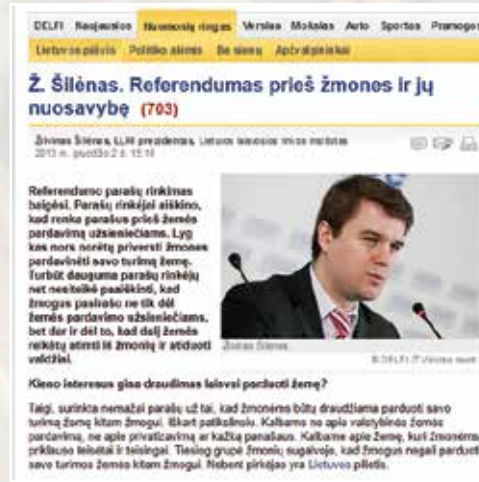 DELFI Naujausios Nuomonių ringas Verslas Mokslas Auto Sportas Pramogos
Lietuvos pjūvis Politiko akimis Be sienų Apžvalgininkai
Ž. Šilėnas. Referendumas prieš žmones ir jų
nuosavybę (703)
Žilvinas Šilėnas, LLRI prezidentas, Lietuvos laisvosios rinkos institutas
2013 m. gruodžio 2 d. 15:16
Referendumo parašų rinkimas
baigėsi. Parašų rinkėjai aiškino,
kad renka parašus prieš žemės
pardavimą užsieniečiams. Lyg
kas nors norėtų priversti žmones
pardavinėti savo turimą žemę.
Turbūt dauguma parašų rinkėjų
net nesiteikė paaiškinti, kad
žmogus pasirašo ne tik dėl
žemės pardavimo užsieniečiams,
bet dar ir dėl to, kad dalį žemės
reikėtų atimti iš žmonių ir atiduoti
valdžiai.
Žilvinas Šilėnas
© DELFI
Kieno interesus gina draudimas laisvai parduoti žemę?
Taigi, surinkta nemažai parašų už tai, kad žmonėms būtų draudžiama parduoti savo
turimą žemę kitam žmogui. Iškart patikslinsiu. Kalbame ne apie valstybinės žemės
pardavimą, ne apie privatizavimą ar kažką panašaus. Kalbame apie žemę, kuri žmonėms
priklauso teisėtai ir teisingai. Tiesiog grupė žmonių sugalvojo, kad žmogus negali parduoti
savo turimos žemės kitam žmogui. Nebent pirkėjas yra Lietuvos pilietis.